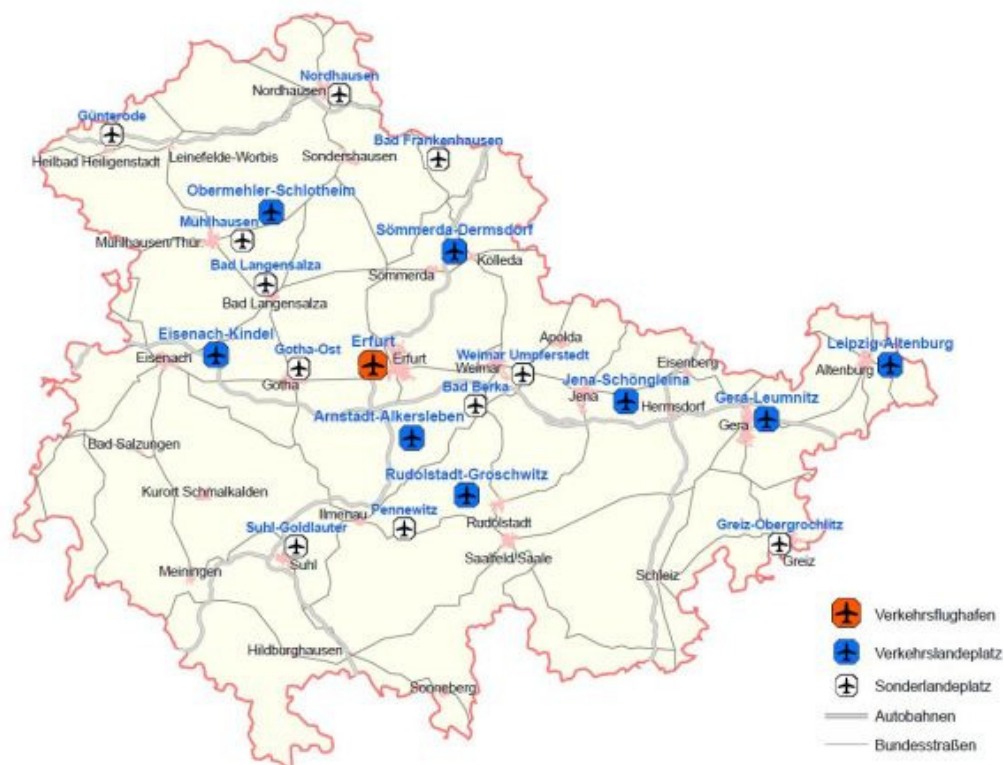 Nordhausen
Nordhausen
Günterode
Bad Frankenhausen
Heilbad Heiligenstadt
Leinefelde-Worbis
Sondershausen
Obermehler-Schlotheim
Mühlhausen
Mühlhausen/Thür.
Sömmerda-Dermsdorf
Kölleda
Sömmerda
Bad Langensalza
Bad Langensalza
Eisenach-Kindel
Eisenach
Gotha-Ost
Gotha
Erfurt
Erfurt
Apolda
Weimar Umpferstedt
Weimar
Bad Berka
Eisenberg
Jena-Schöngleina
Jena
Hermsdorf
Leipzig-Altenburg
Altenburg
Gera-Leumnitz
Gera
Arnstadt-Alkersleben
Bad Salzungen
Kurort Schmalkalden
Rudolstadt-Groschwitz
Ilmenau
Pennewitz
Rudolstadt
Suhl-Goldlauter
Suhl
Saalfeld/Saale
Meiningen
Greiz-Obergrochlitz
Greiz
Schleiz
Hildburghausen
Sonneberg
Verkehrsflughafen
Verkehrslandeplatz
Sonderlandeplatz
Autobahnen
Bundesstraßen